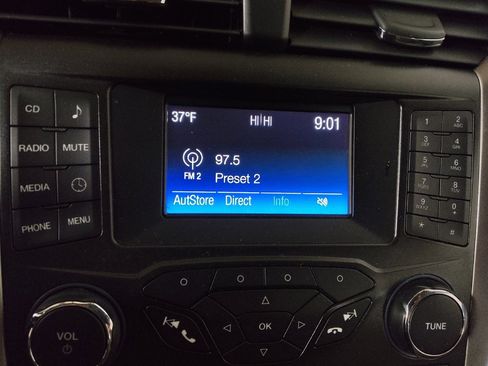 37°F HI HI 9:01
97.5
FM 2
Preset 2
AutStore Direct Info
CD
RADIO MUTE
MEDIA
PHONE MENU
1 2 ABC
3 DEF 4 GHI
5 JKL 6 MNO
7 PQRS 8 TUV
9 WXYZ 0 +
* #
VOL
OK
TUNE